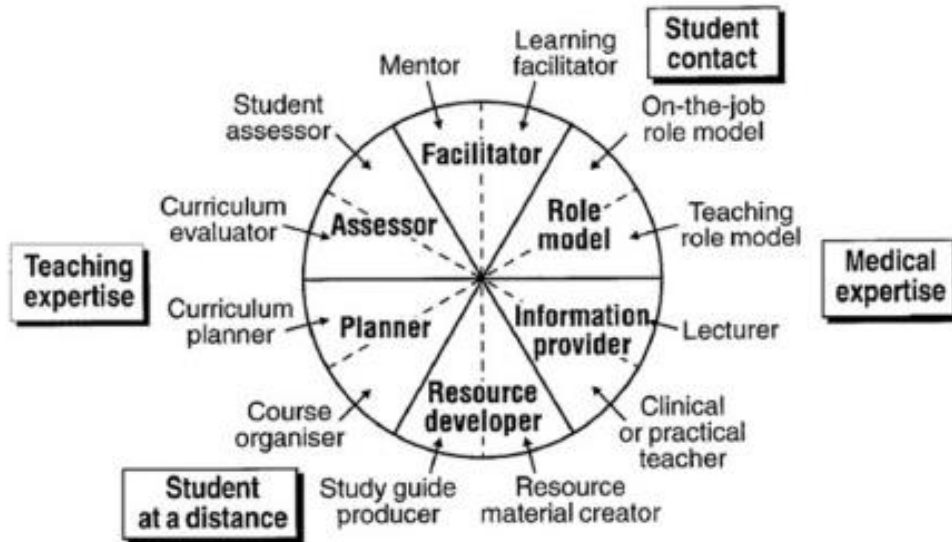 Student
contact
Learning
facilitator
Mentor
Student
assessor
On-the-job
role model
Facilitator
Curriculum
evaluator
Assessor
Role
model
Teaching
role model
Teaching
expertise
Medical
expertise
Curriculum
planner
Planner
Information
provider
Lecturer
Resource
developer
Course
organiser
Clinical
or practical
teacher
Student
at a distance
Study guide
producer
Resource
material creator